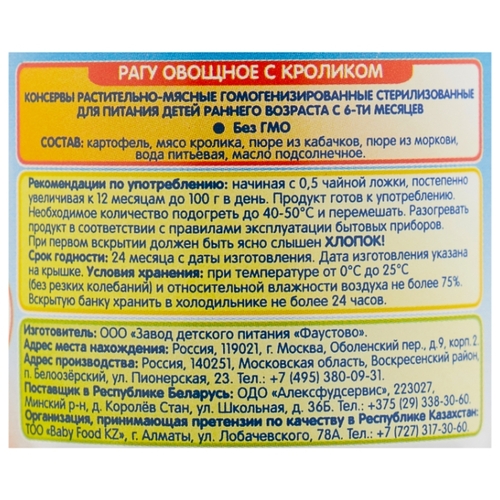 РАГУ ОВОЩНОЕ С КРОЛИКОМ
КОНСЕРВЫ РАСТИТЕЛЬНО-МЯСНЫЕ ГОМОГЕНИЗИРОВАННЫЕ СТЕРИЛИЗОВАННЫЕ
ДЛЯ ПИТАНИЯ ДЕТЕЙ РАННЕГО ВОЗРАСТА С 6-ТИ МЕСЯЦЕВ
• Без ГМО
СОСТАВ: картофель, мясо кролика, пюре из кабачков, пюре из моркови,
вода питьевая, масло подсолнечное.
Рекомендации по употреблению: начиная с 0,5 чайной ложки, постепенно
увеличивая к 12 месяцам до 100 г в день. Продукт готов к употреблению.
Необходимое количество подогреть до 40-50°С и перемешать. Разогревать
продукт в соответствии с правилами эксплуатации бытовых приборов.
При первом вскрытии должен быть ясно слышен ХЛОПОК!
Срок годности: 24 месяца с даты изготовления. Дата изготовления указана
на крышке. Условия хранения: при температуре от 0°С до 25°С
(без резких колебаний) и относительной влажности воздуха не более 75%.
Вскрытую банку хранить в холодильнике не более 24 часов.
Изготовитель: ООО «Завод детского питания «Фаустово».
Адрес места нахождения: Россия, 119021, г. Москва, Оболенский пер., д.9, корп. 2.
Адрес производства: Россия, 140251, Московская область, Воскресенский район,
п. Белоозёрский, ул. Пионерская, 23. Тел.: +7 (495) 380-09-31.
Поставщик в Республике Беларусь: ОДО «Алексфудсервис», 223027,
Минский р-н, д. Королёв Стан, ул. Школьная, д. 36Б. Тел.: +375 (29) 338-30-60.
Организация, принимающая претензии по качеству в Республике Казахстан:
ТОО «Baby Food KZ», г. Алматы, ул. Лобачевского, 78А. Тел.: +7 (727) 317-30-60.